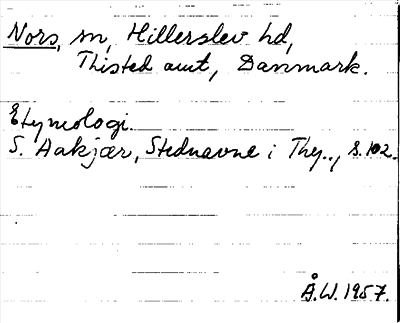 Nors, sn, Hillerslev hd,
Thisted amt, Danmark.
Etymologi.
S. Aakjær, Stednavne i Thy.., s. 102.
Å.W. 1957.